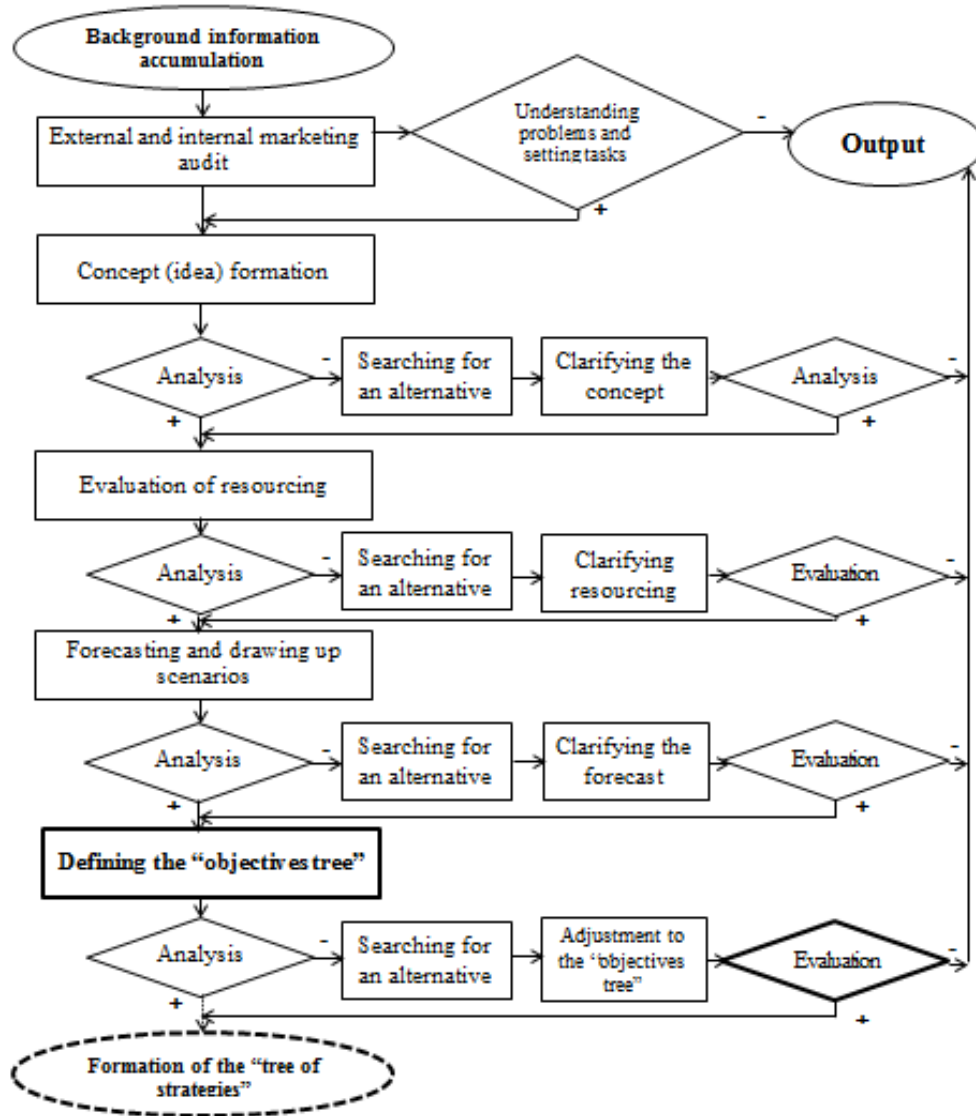 Background information
accumulation
External and internal marketing
audit
Understanding
problems and
setting tasks
-
Output
+
Concept (idea) formation
Analysis
-
Searching for
an alternative
Clarifying the
concept
Analysis
-
+
+
Evaluation of resourcing
Analysis
-
Searching for
an alternative
Clarifying
resourcing
Evaluation
-
+
+
Forecasting and drawing up
scenarios
Analysis
-
Searching for
an alternative
Clarifying the
forecast
Evaluation
-
+
+
Defining the “objectives tree”
Analysis
-
Searching for
an alternative
Adjustment to
the “objectives
tree”
Evaluation
-
+
+
Formation of the “tree of
strategies”